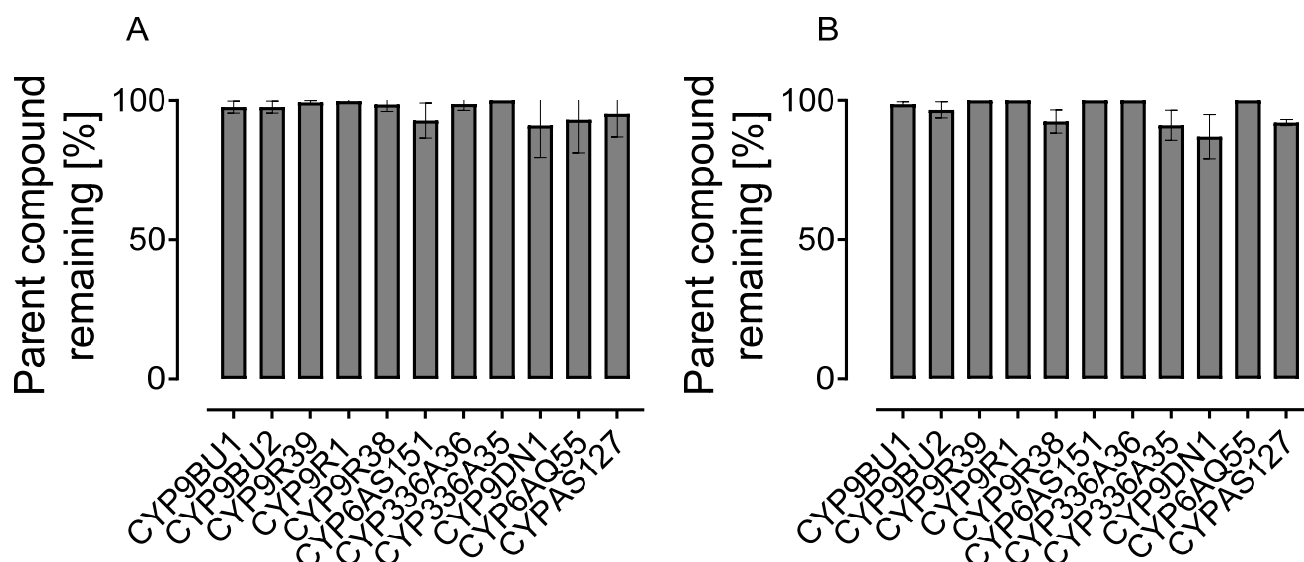 A
Parent compound
remaining [%]
100
50
0
CYP9BU1
CYP9BU2
CYP9R39
CYP9R1
CYP9R38
CYP6AS151
CYP336A36
CYP336A35
CYP9DN1
CYP6AQ55
CYPAS127
B
Parent compound
remaining [%]
100
50
0
CYP9BU1
CYP9BU2
CYP9R39
CYP9R1
CYP9R38
CYP6AS151
CYP336A36
CYP336A35
CYP9DN1
CYP6AQ55
CYPAS127